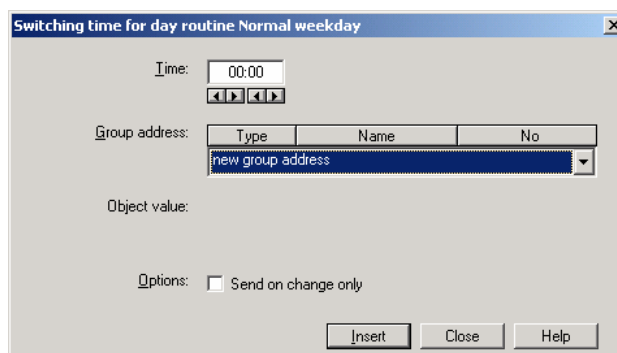 Switching time for day routine Normal weekday
Time: 00:00
Group address: Type Name No
new group address
Object value:
Options: Send on change only
Insert Close Help